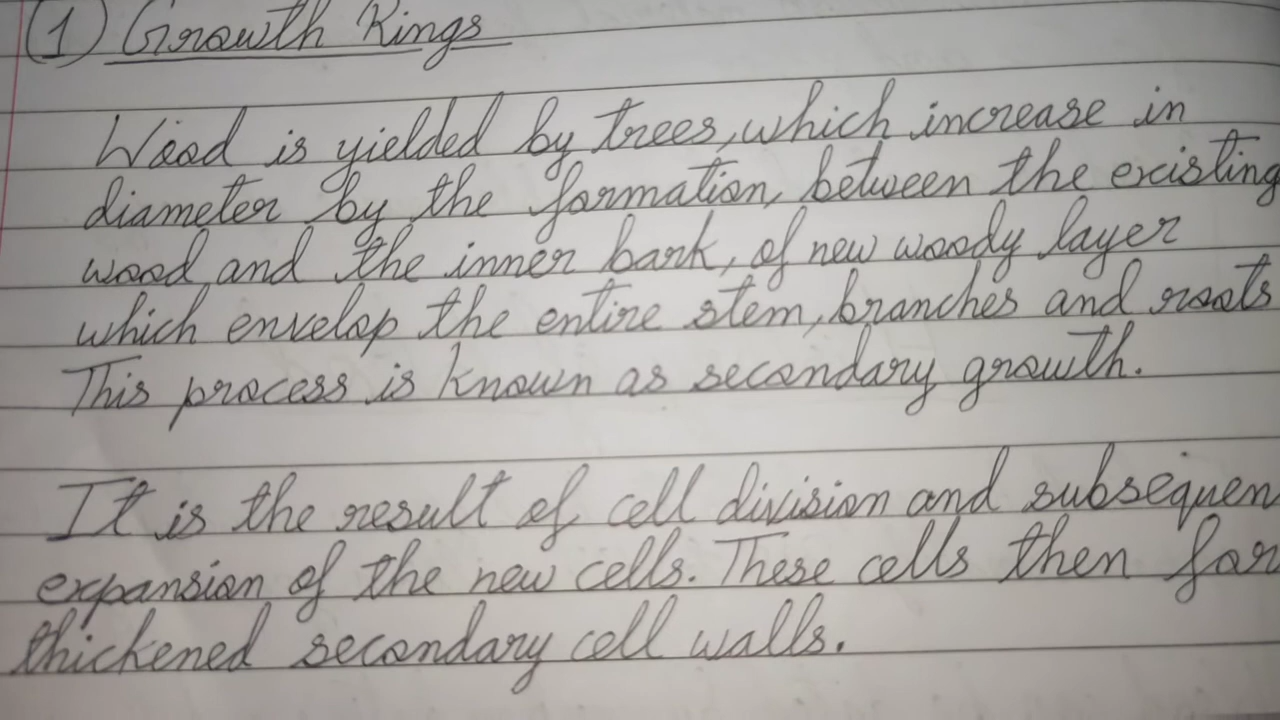 (1) Growth Rings
Wood is yielded by trees, which increase in
diameter by the formation, between the existing
wood and the inner bark, of new woody layer
which envelop the entire stem, branches and roots
This process is known as secondary growth.
It is the result of cell division and subsequen
expansion of the new cells. These cells then for
thickened secondary cell walls.